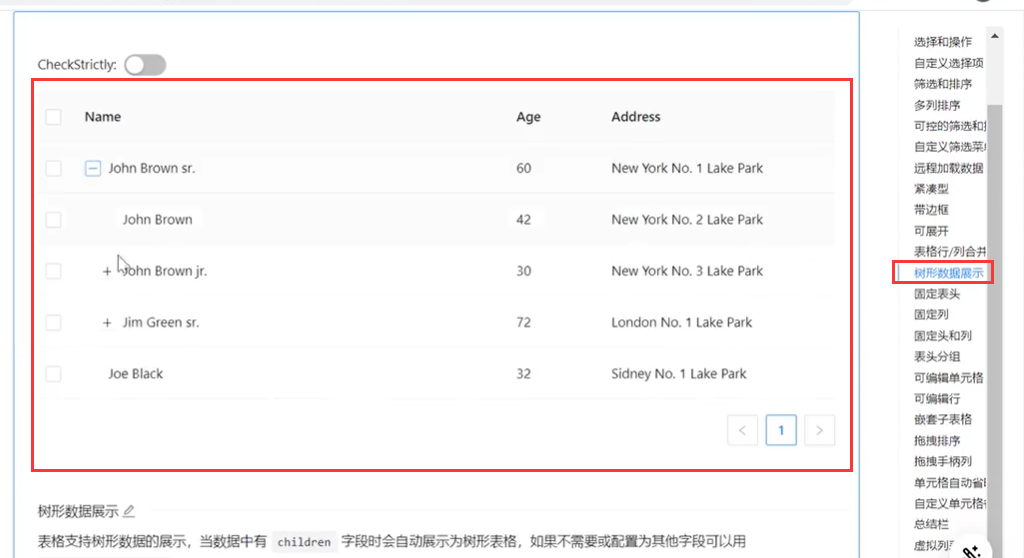 CheckStrictly:
Name Age Address
John Brown sr. 60 New York No. 1 Lake Park
John Brown 42 New York No. 2 Lake Park
+ John Brown jr. 30 New York No. 3 Lake Park
+ Jim Green sr. 72 London No. 1 Lake Park
Joe Black 32 Sidney No. 1 Lake Park
< 1 >
树形数据展示
表格支持树形数据的展示，当数据中有 children 字段时会自动展示为树形表格，如果不需要或配置为其他字段可以用
选择和操作
自定义选择项
筛选和排序
多列排序
可控的筛选和
自定义筛选菜
远程加载数据
紧凑型
带边框
可展开
表格行/列合并
树形数据展示
固定表头
固定列
固定头和列
表头分组
可编辑单元格
可编辑行
嵌套子表格
拖拽排序
拖拽手柄列
单元格自动省
自定义单元格
总结栏
虚拟列